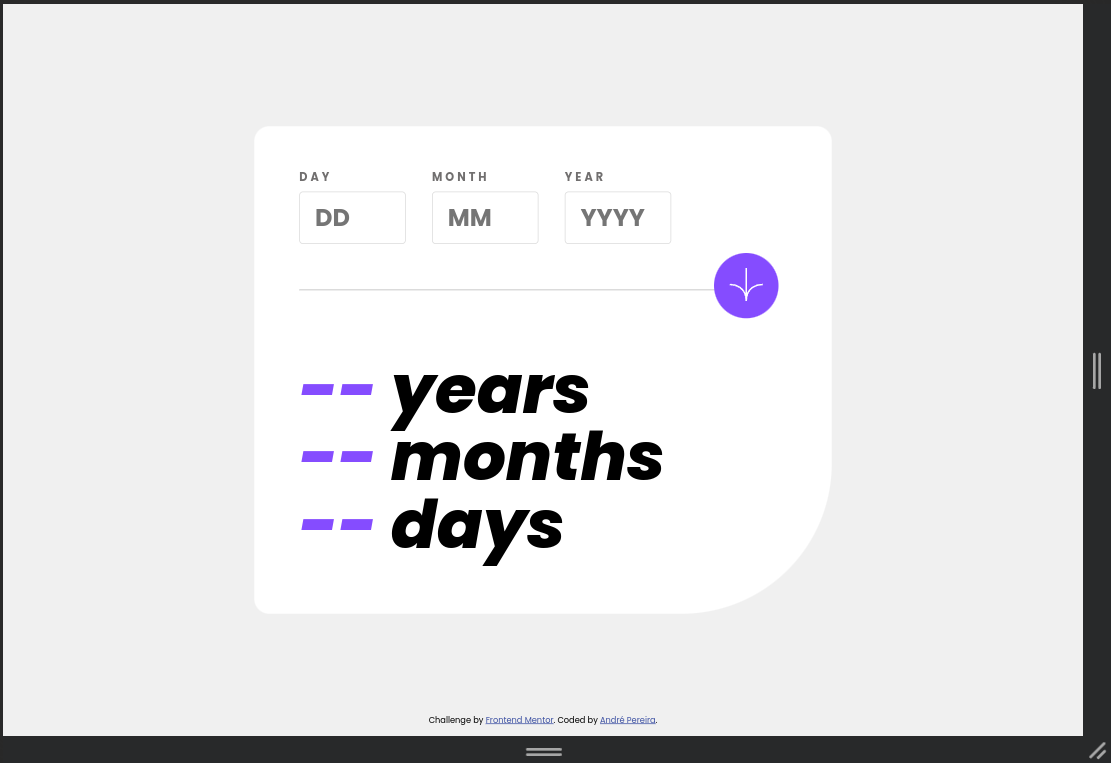 DAY MONTH YEAR
DD MM YYYY
-- years
-- months
-- days
Challenge by Frontend Mentor. Coded by André Pereira.